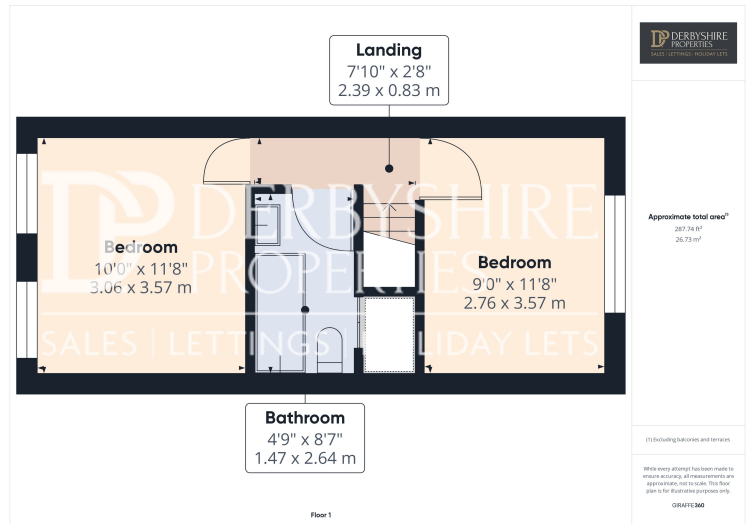 Landing
7'10" x 2'8"
2.39 x 0.83 m
DERBYSHIRE
PROPERTIES
SALES | LETTINGS | HOLIDAY LETS
DERBYSHIRE
PROPERTIES
SALES | LETTINGS | HOLIDAY LETS
Bedroom
10'0" x 11'8"
3.06 x 3.57 m
Bedroom
9'0" x 11'8"
2.76 x 3.57 m
Bathroom
4'9" x 8'7"
1.47 x 2.64 m
Floor 1
Approximate total area⁽¹⁾
287.74 ft²
26.73 m²
(1) Excluding balconies and terraces
While every attempt has been made to
ensure accuracy, all measurements are
approximate, not to scale. This floor
plan is for illustrative purposes only.
GIRAFFE360